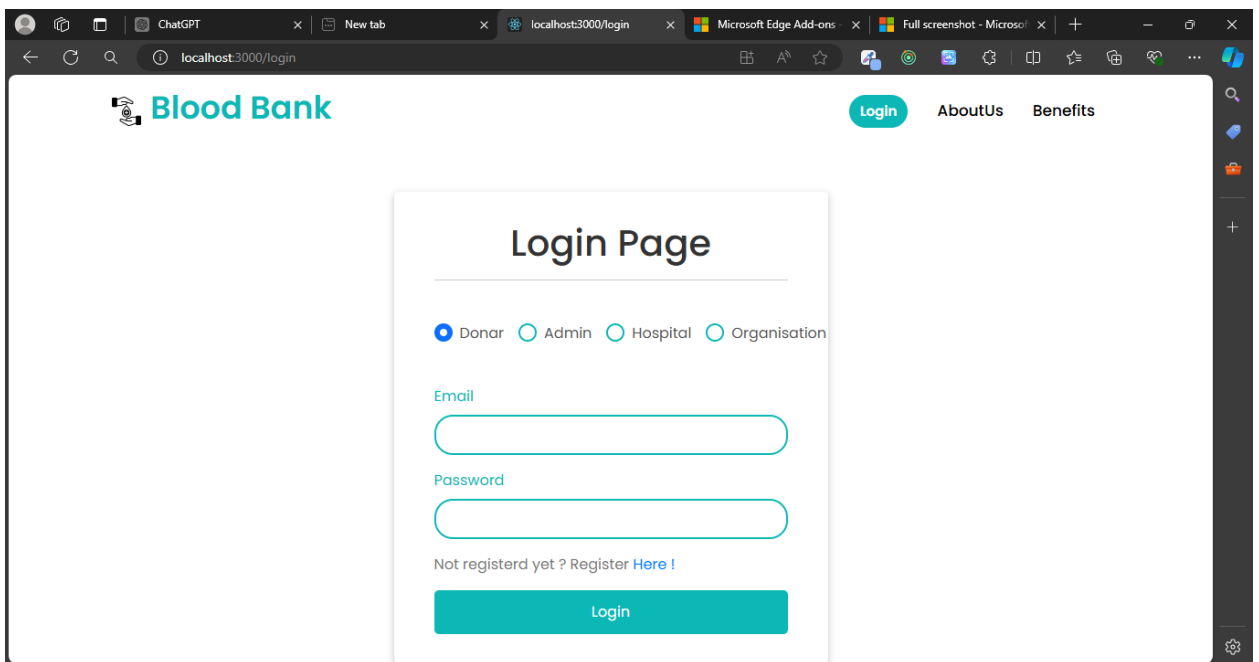 ChatGPT New tab localhost:3000/login Microsoft Edge Add-ons - Full screenshot - Microsof
localhost:3000/login
Blood Bank Login AboutUs Benefits
Login Page
Donar Admin Hospital Organisation
Email
Password
Not registerd yet ? Register Here !
Login